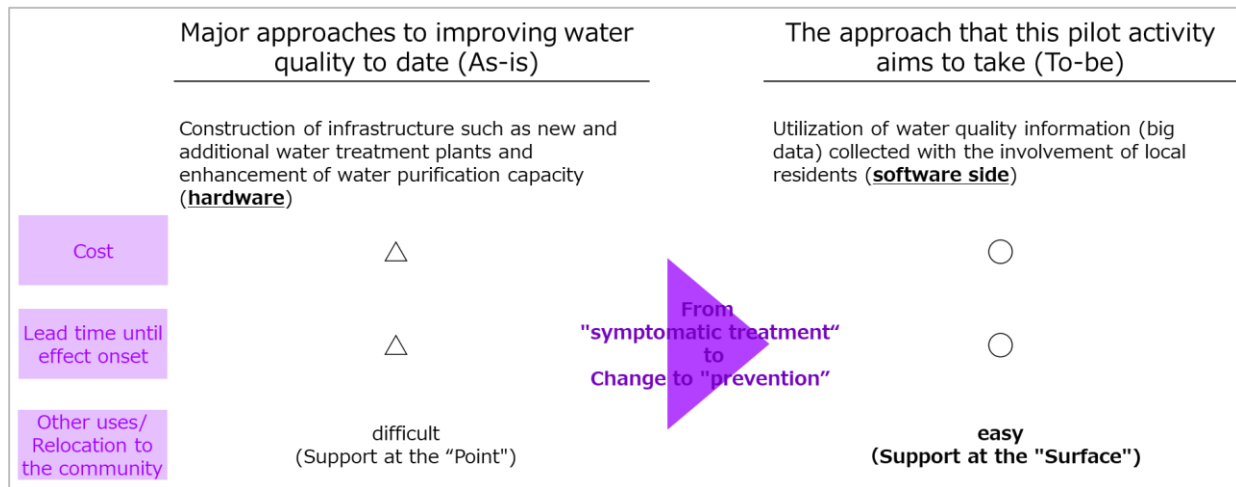 Major approaches to improving water
quality to date (As-is)
The approach that this pilot activity
aims to take (To-be)
Construction of infrastructure such as new and
additional water treatment plants and
enhancement of water purification capacity
(hardware)
Utilization of water quality information (big
data) collected with the involvement of local
residents (software side)
Cost
△
○
Lead time until
effect onset
△
From
"symptomatic treatment“
to
Change to "prevention”
○
Other uses/
Relocation to
the community
difficult
(Support at the “Point")
easy
(Support at the "Surface")